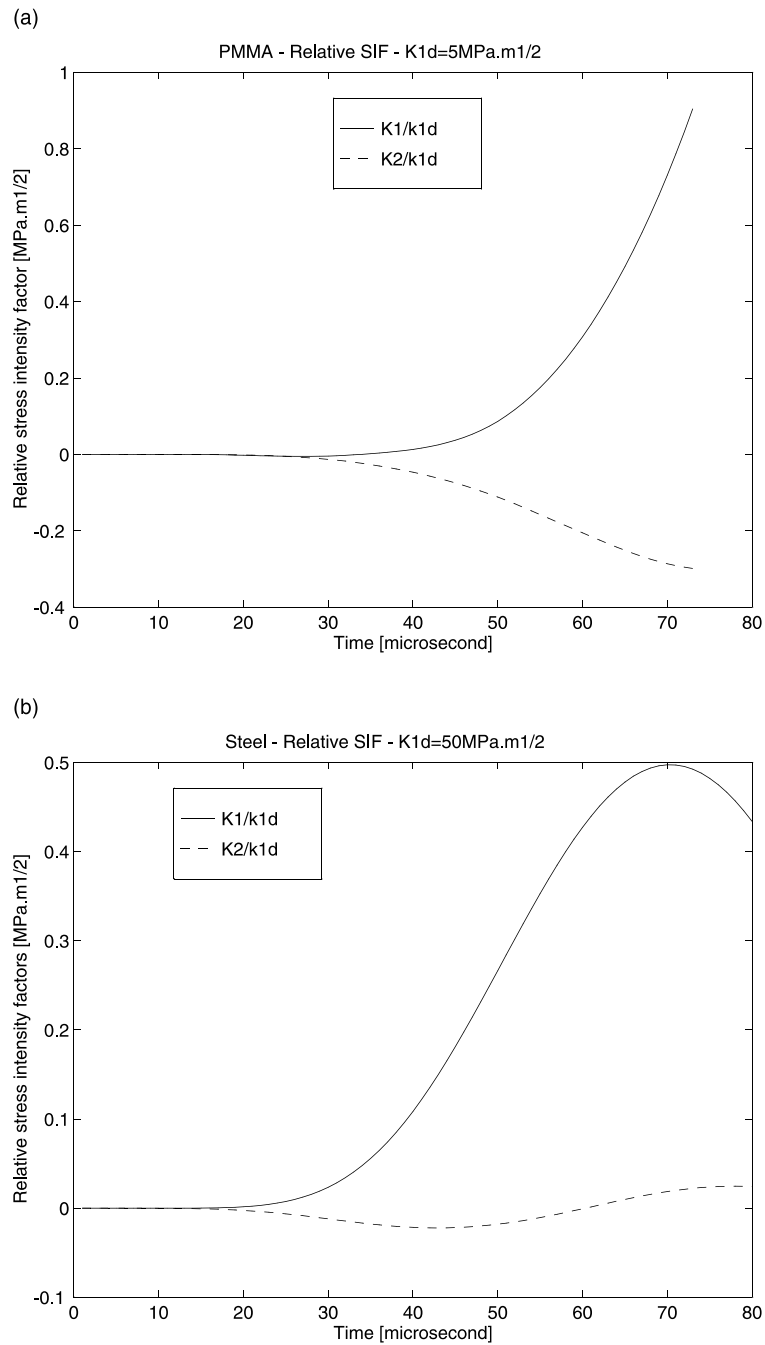 (a)
PMMA - Relative SIF - K1d=5MPa.m1/2
Relative stress intensity factor [MPa.m1/2]
1
0.8
0.6
0.4
0.2
0
-0.2
-0.4
K1/k1d
K2/k1d
0 10 20 30 40 50 60 70 80
Time [microsecond]
(b)
Steel - Relative SIF - K1d=50MPa.m1/2
Relative stress intensity factors [MPa.m1/2]
0.5
0.4
0.3
0.2
0.1
0
-0.1
K1/k1d
K2/k1d
0 10 20 30 40 50 60 70 80
Time [microsecond]